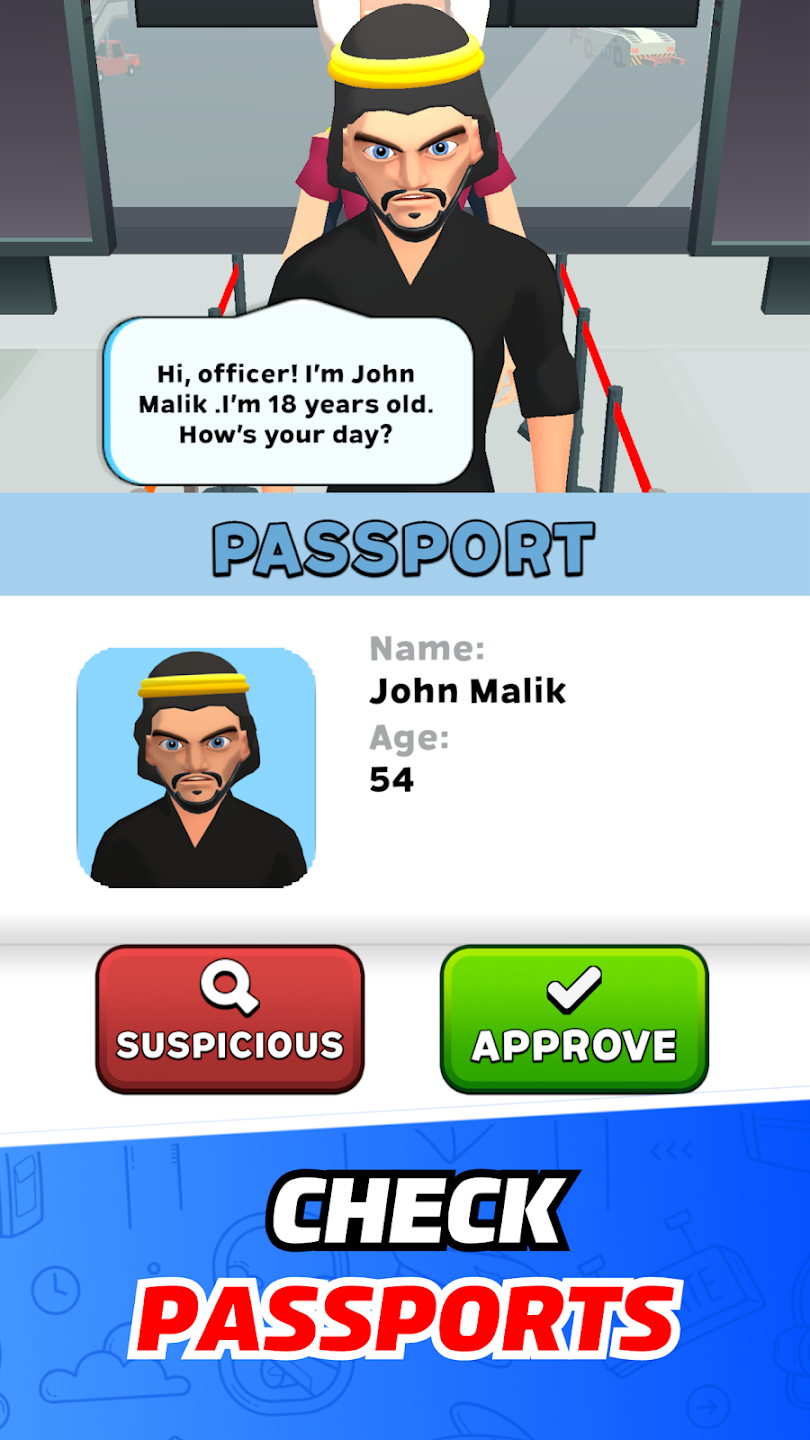 Hi, officer! I'm John
Malik .I'm 18 years old.
How's your day?
PASSPORT
Name:
John Malik
Age:
54
SUSPICIOUS
APPROVE
CHECK
PASSPORTS